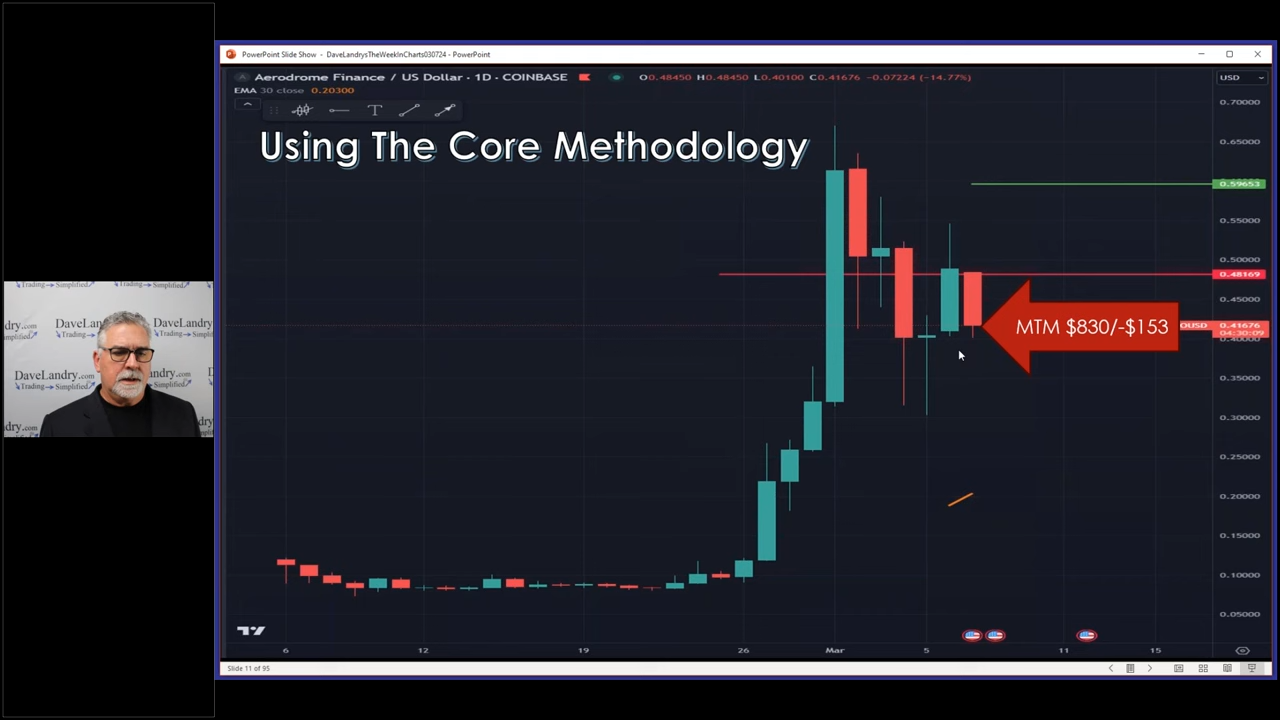 PowerPoint Slide Show - DaveLandrysTheWeekInCharts030724 - PowerPoint
Aerodrome Finance / US Dollar · 1D · COINBASE
O0.48450 H0.48450 L0.40100 C0.41676 -0.07224 (-14.77%)
USD
EMA 30 close 0.20300
Using The Core Methodology
0.70000
0.65000
0.59653
0.55000
0.50000
0.48169
0.45000
MTM $830/-$153
OUSD 0.41676
04:30:09
0.40000
0.35000
0.30000
0.25000
0.20000
0.15000
0.10000
0.05000
6 12 19 26 Mar 5 11 15
Slide 11 of 95
DaveLandry.com
Trading - Simplified